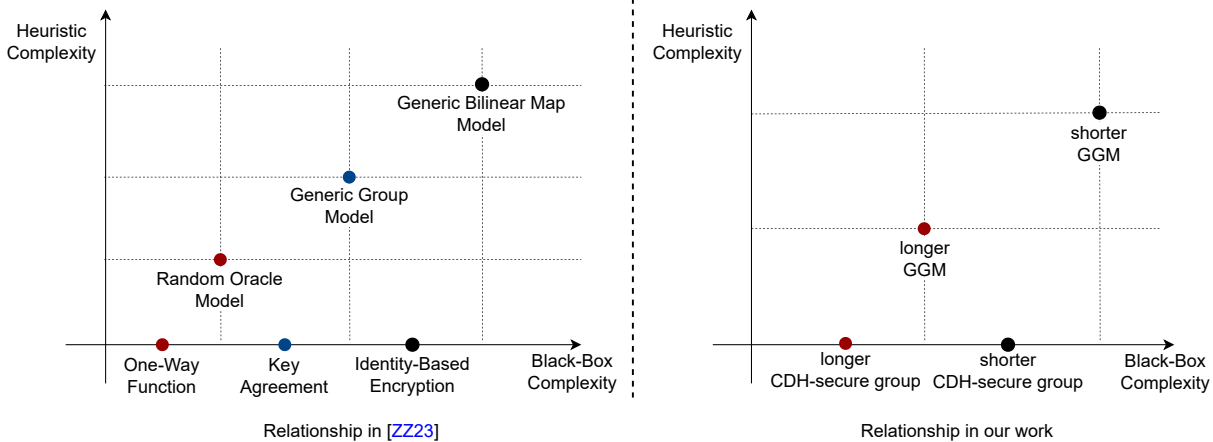 Heuristic
Complexity
Generic Bilinear Map
Model
Generic Group
Model
Random Oracle
Model
One-Way
Function
Key
Agreement
Identity-Based
Encryption
Black-Box
Complexity
Relationship in [ZZ23]
Heuristic
Complexity
shorter
GGM
longer
GGM
longer
CDH-secure group
shorter
CDH-secure group
Black-Box
Complexity
Relationship in our work